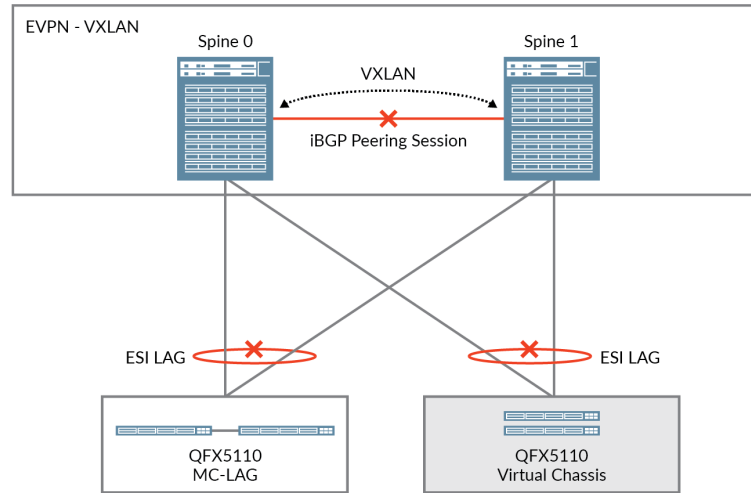 EVPN - VXLAN
Spine 0
Spine 1
VXLAN
iBGP Peering Session
ESI LAG
ESI LAG
QFX5110
MC-LAG
QFX5110
Virtual Chassis